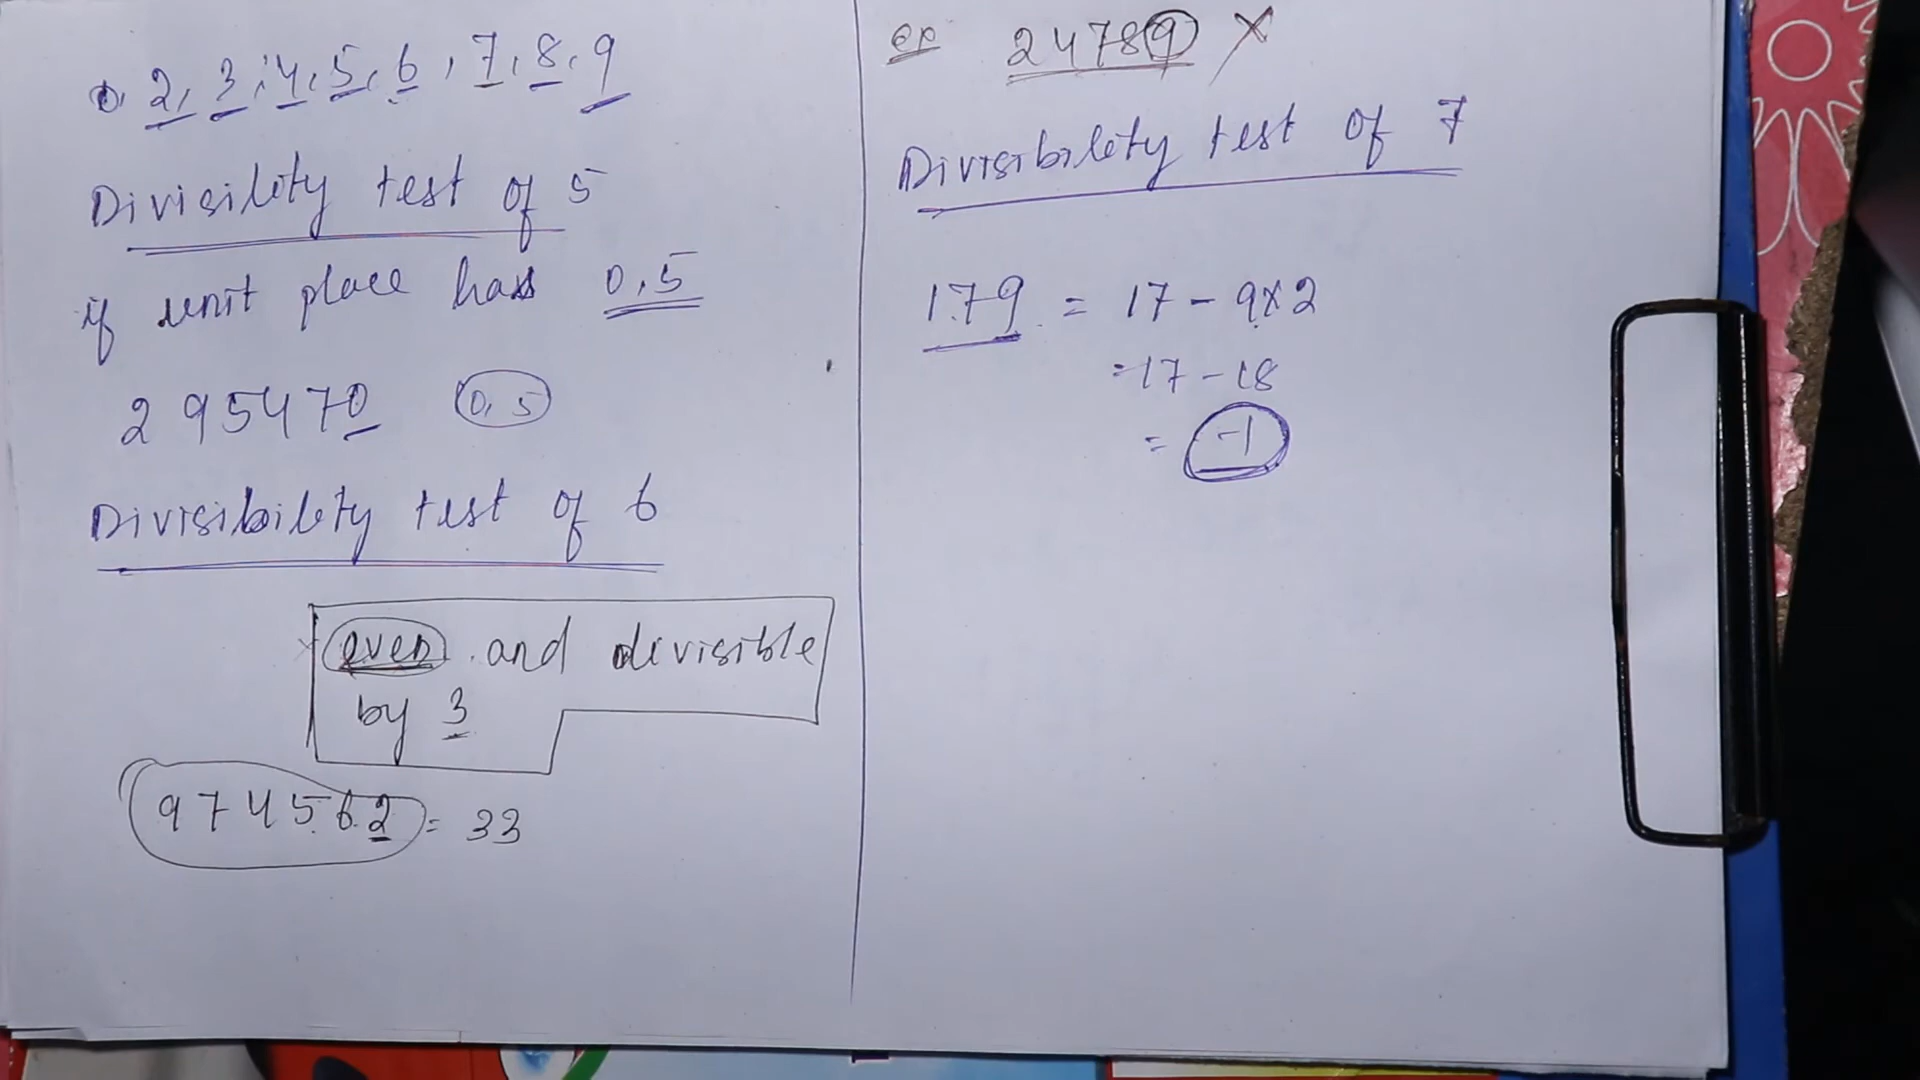 2, 3, 4, 5, 6, 7, 8, 9
Divisility test of 5
if unit place has 0,5
295470 0,5
Divisibility test of 6
even and divisible
by 3
974562 = 33
ex 24789 X
Divisibility test of 7
179 = 17 - 9x2
= 17 - 18
= -1